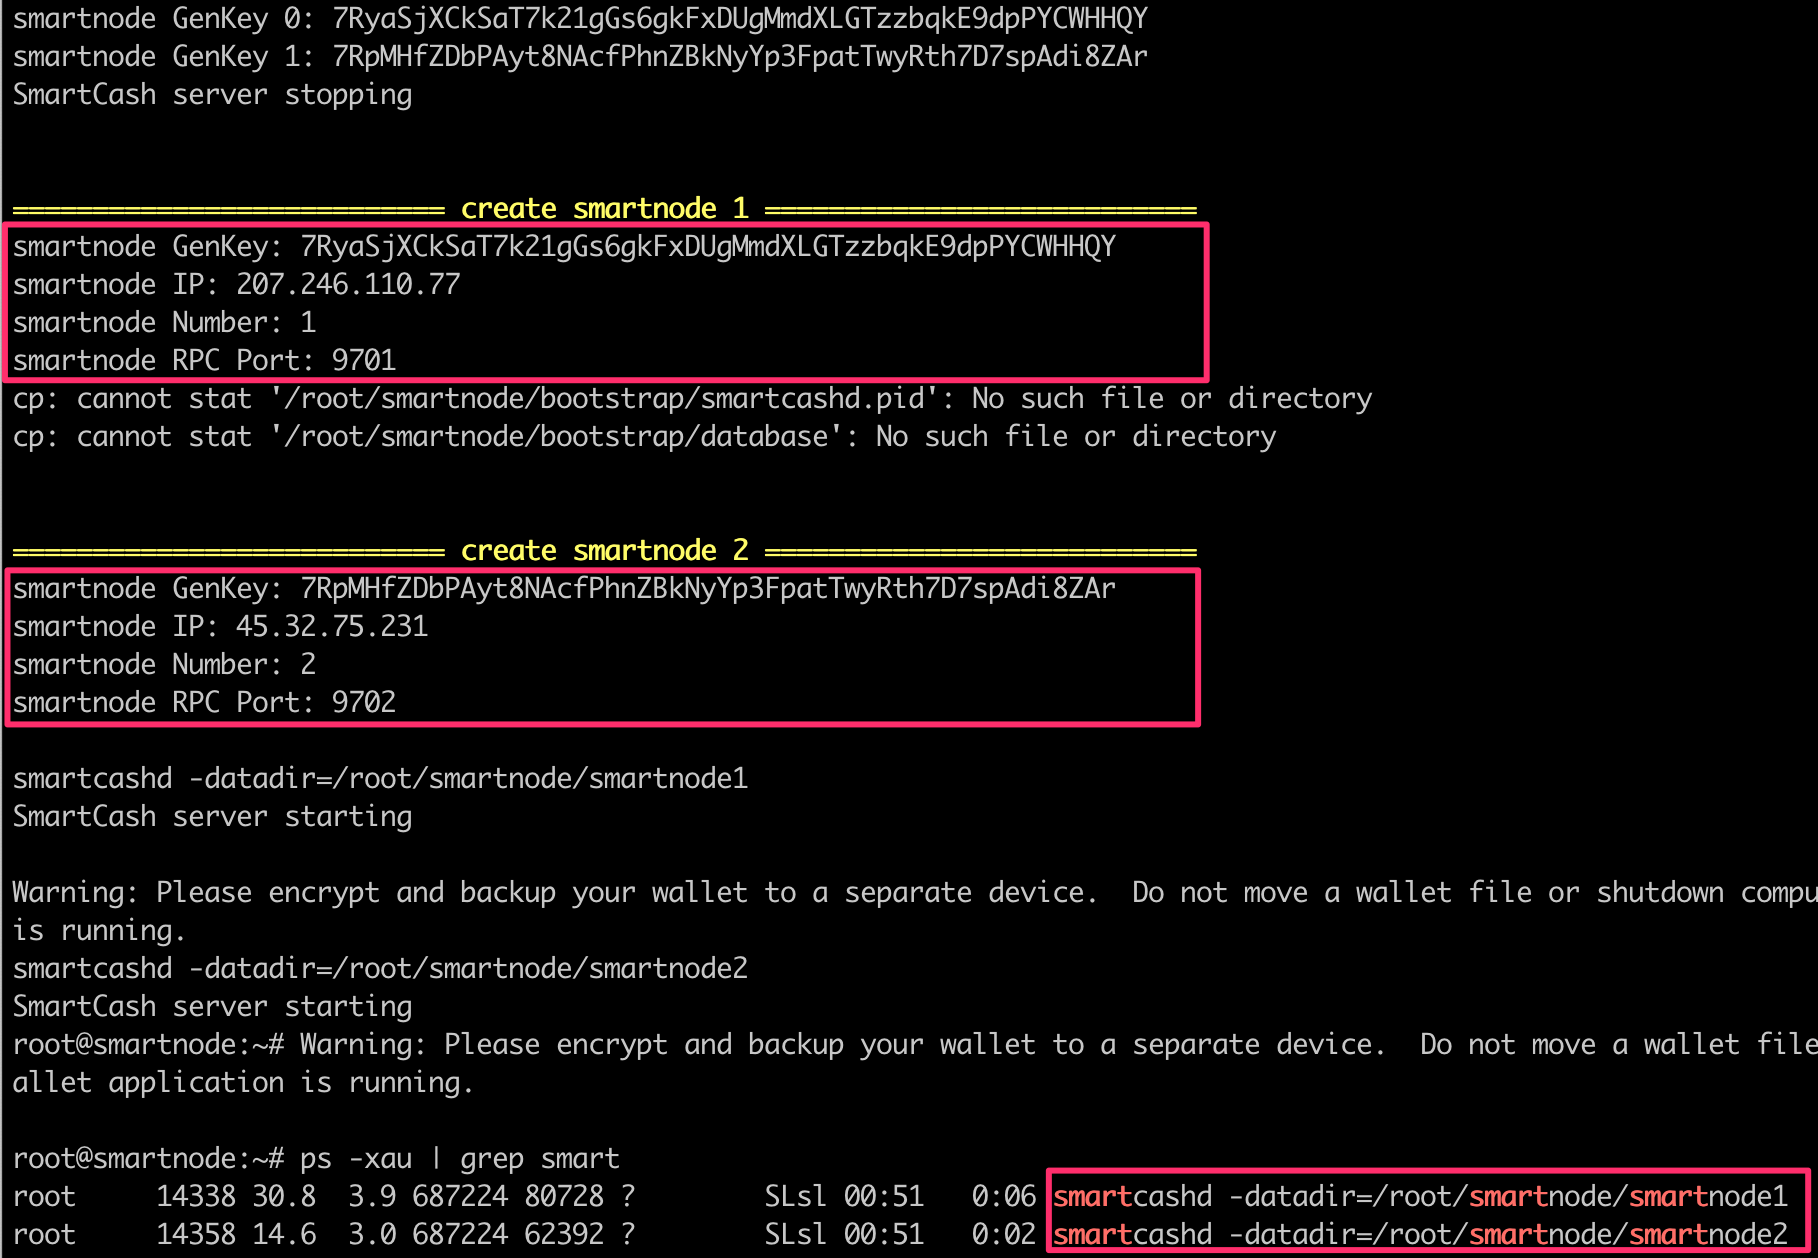 smartnode GenKey 0: 7RyaSjXCkSaT7k21gGs6gkFxDUgMmdXLGTzzbqkE9dpPYCWHHQY
smartnode GenKey 1: 7RpMHfZDbPAyt8NAcfPhnZBkNyYp3FpatTwyRth7D7spAdi8ZAr
SmartCash server stopping
=========================== create smartnode 1 ===========================
smartnode GenKey: 7RyaSjXCkSaT7k21gGs6gkFxDUgMmdXLGTzzbqkE9dpPYCWHHQY
smartnode IP: 207.246.110.77
smartnode Number: 1
smartnode RPC Port: 9701
cp: cannot stat '/root/smartnode/bootstrap/smartcashd.pid': No such file or directory
cp: cannot stat '/root/smartnode/bootstrap/database': No such file or directory
=========================== create smartnode 2 ===========================
smartnode GenKey: 7RpMHfZDbPAyt8NAcfPhnZBkNyYp3FpatTwyRth7D7spAdi8ZAr
smartnode IP: 45.32.75.231
smartnode Number: 2
smartnode RPC Port: 9702
smartcashd -datadir=/root/smartnode/smartnode1
SmartCash server starting
Warning: Please encrypt and backup your wallet to a separate device.  Do not move a wallet file or shutdown compu
is running.
smartcashd -datadir=/root/smartnode/smartnode2
SmartCash server starting
root@smartnode:~# Warning: Please encrypt and backup your wallet to a separate device.  Do not move a wallet file
allet application is running.
root@smartnode:~# ps -xau | grep smart
root     14338 30.8  3.9 687224 80728 ?        SLsl 00:51   0:06 smartcashd -datadir=/root/smartnode/smartnode1
root     14358 14.6  3.0 687224 62392 ?        SLsl 00:51   0:02 smartcashd -datadir=/root/smartnode/smartnode2